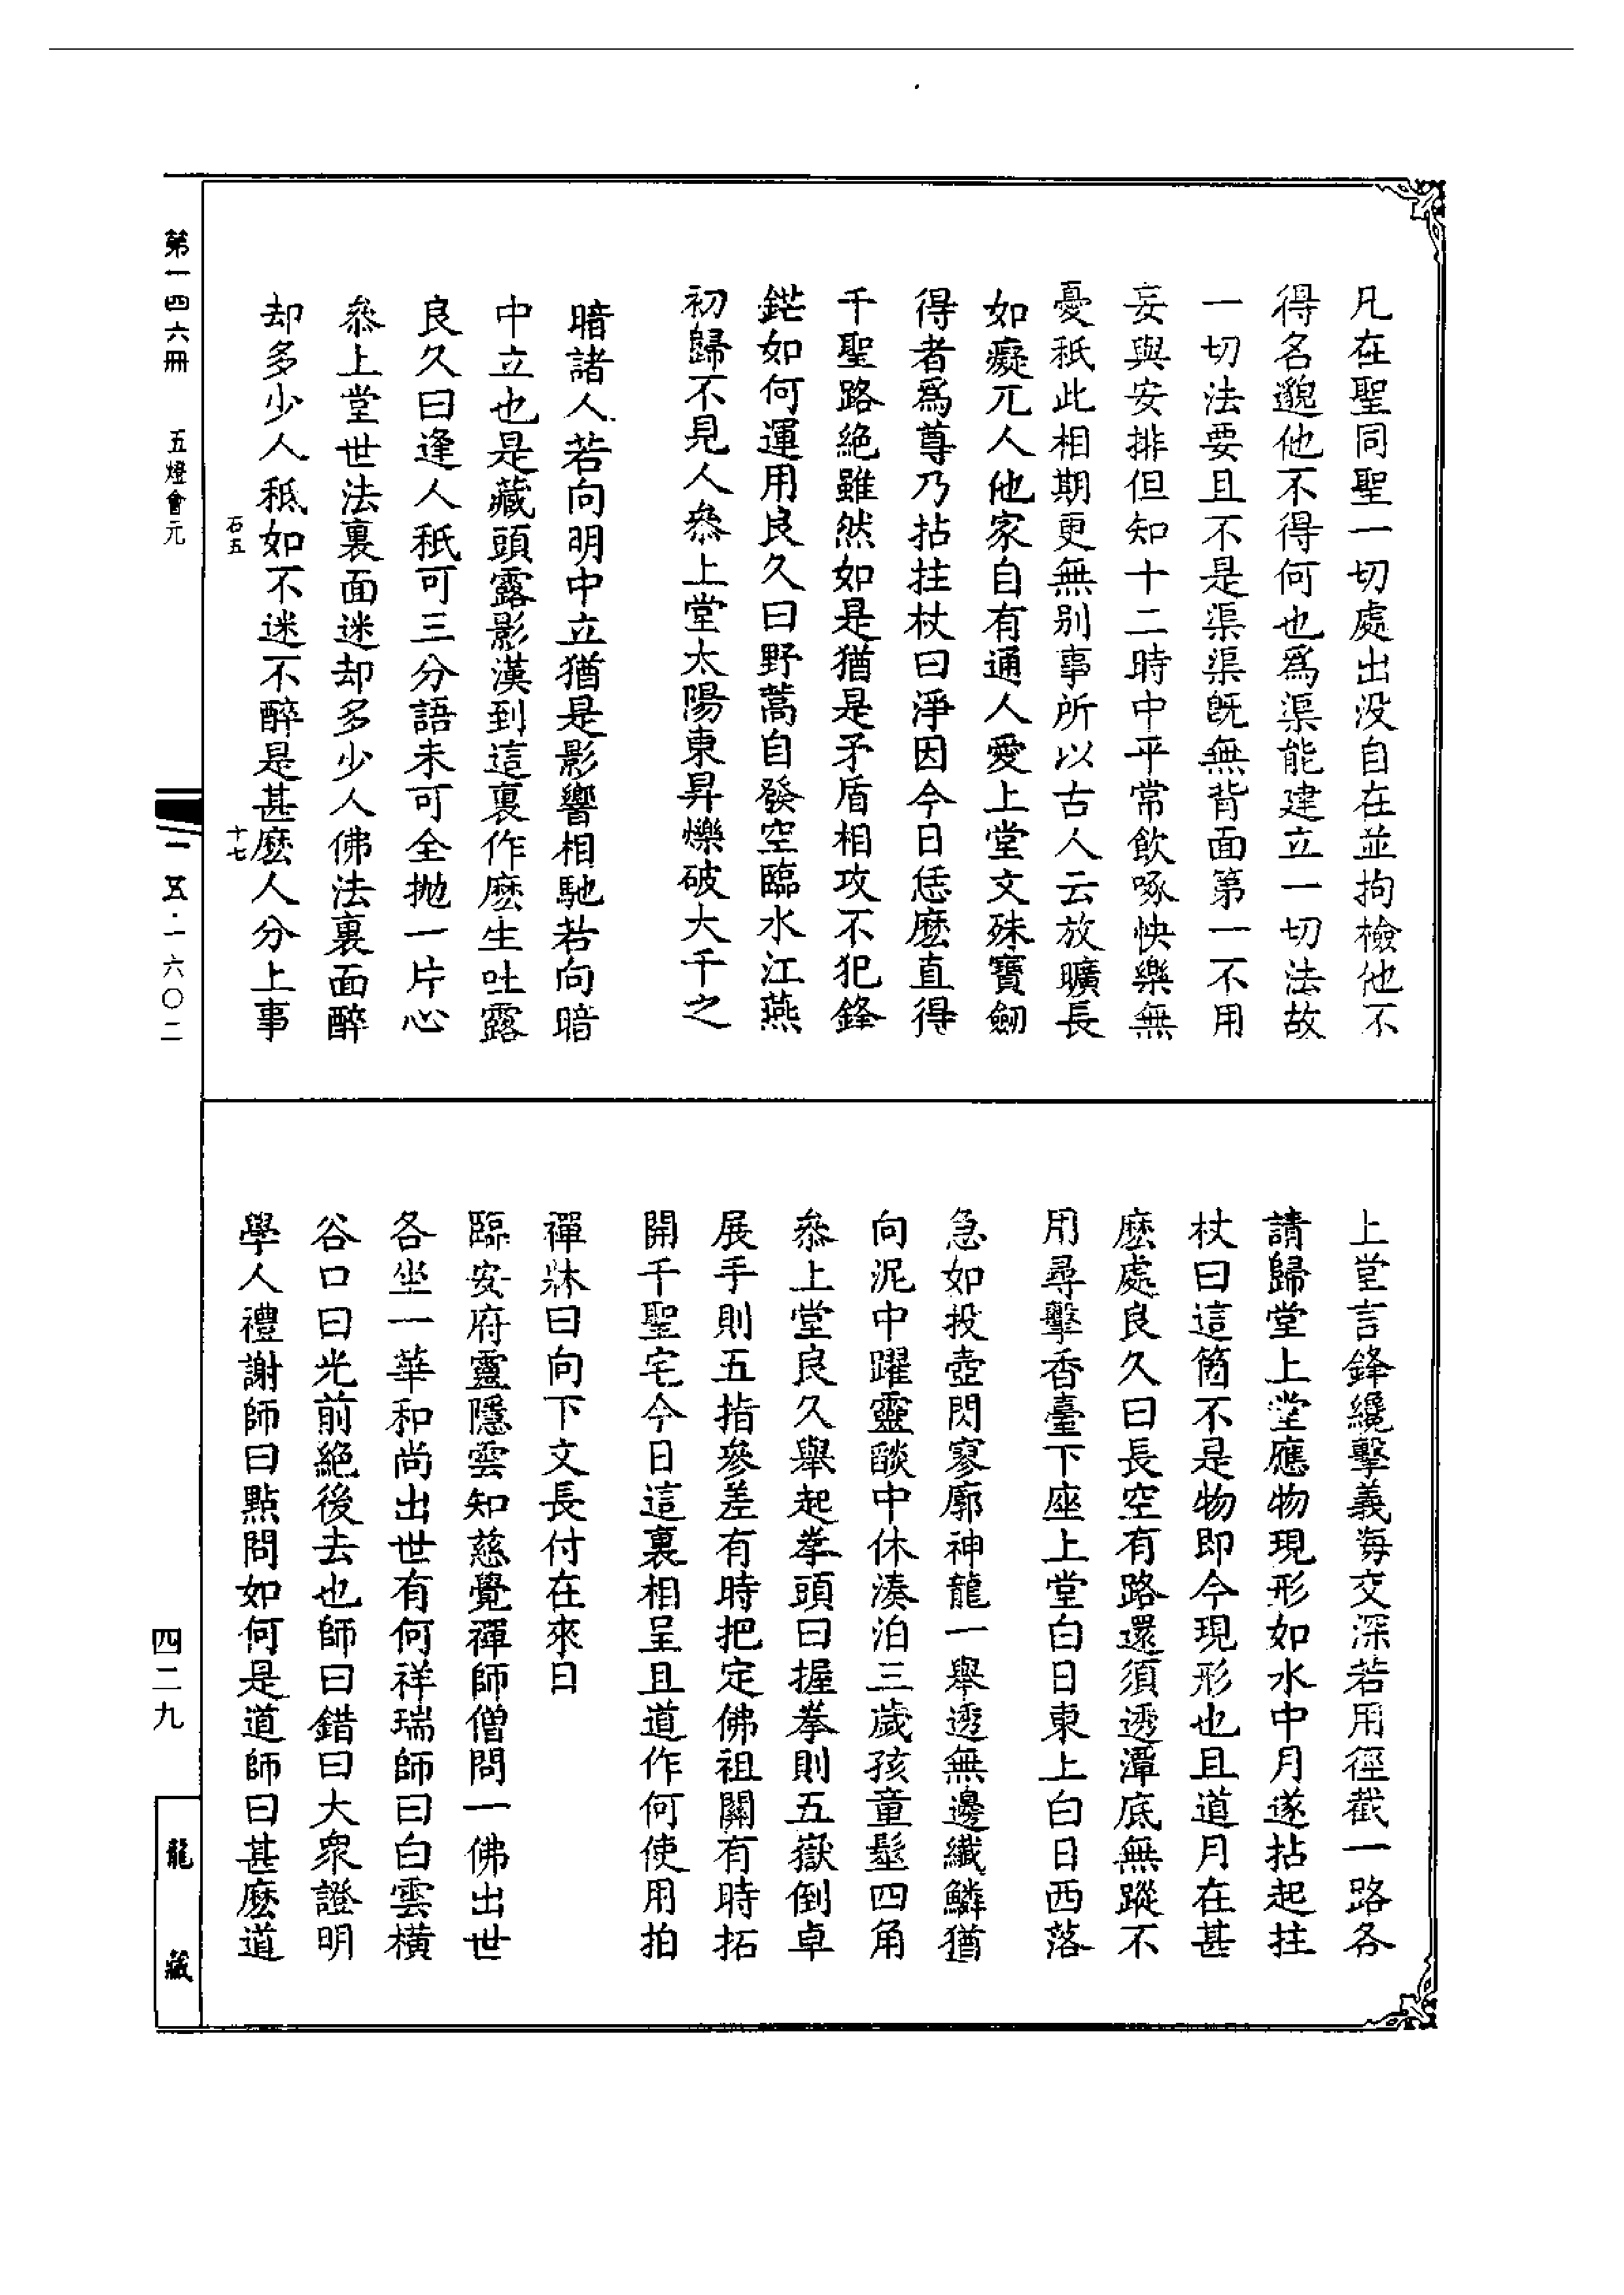 凡在聖同聖一切處出没自在並拘檢他不
得名邈他不得何也爲渠能建立一切法故
一切法要且不是渠渠旣無背面第一不用
妄與安排但知十二時中平常飲啄快樂無
憂秖此相期更無别事所以古人云放曠長
如癡兀人他家自有通人愛上堂文殊寶劒
得者爲尊乃拈拄杖曰淨因今日恁麽直得
千聖路絶雖然如是猶是矛盾相攻不犯鋒
鋩如何運用良久曰野蒿自發空臨水江燕
初歸不見人叅上堂太陽東昇爍破大千之
暗諸人若向明中立猶是影響相馳若向暗
中立也是藏頭露影漢到這裏作麽生吐露
良久曰逢人秖可三分語未可全抛一片心
叅上堂世法裏面迷却多少人佛法裏面醉
却多少人秖如不迷不醉是甚麽人分上事
上堂言鋒纔擊義海交深若用徑截一路各
請歸堂上堂應物現形如水中月遂拈起拄
杖曰這箇不是物即今現形也且道月在甚
麽處良久曰長空有路還須透潭底無蹤不
用尋擊香臺下座上堂白日東上白日西落
急如投壺閃寥廓神龍一舉透無邊纖鱗猶
向泥中躍靈燄中休湊泊三歲孩童髽四角
叅上堂良久舉起拳頭曰握拳則五嶽倒卓
展手則五指參差有時把定佛祖關有時拓
開千聖宅今日這裏相呈且道作何使用拍
禪牀曰向下文長付在來日
臨安府靈隱雲知慈覺禪師僧問一佛出世
各坐一華和尚出世有何祥瑞師曰白雲橫
谷口曰光前絶後去也師曰錯曰大衆證明
學人禮謝師曰點問如何是道師曰甚麽道
石五
十七
第一四六冊
五燈會元
二五·一六〇二
四二九
龍藏